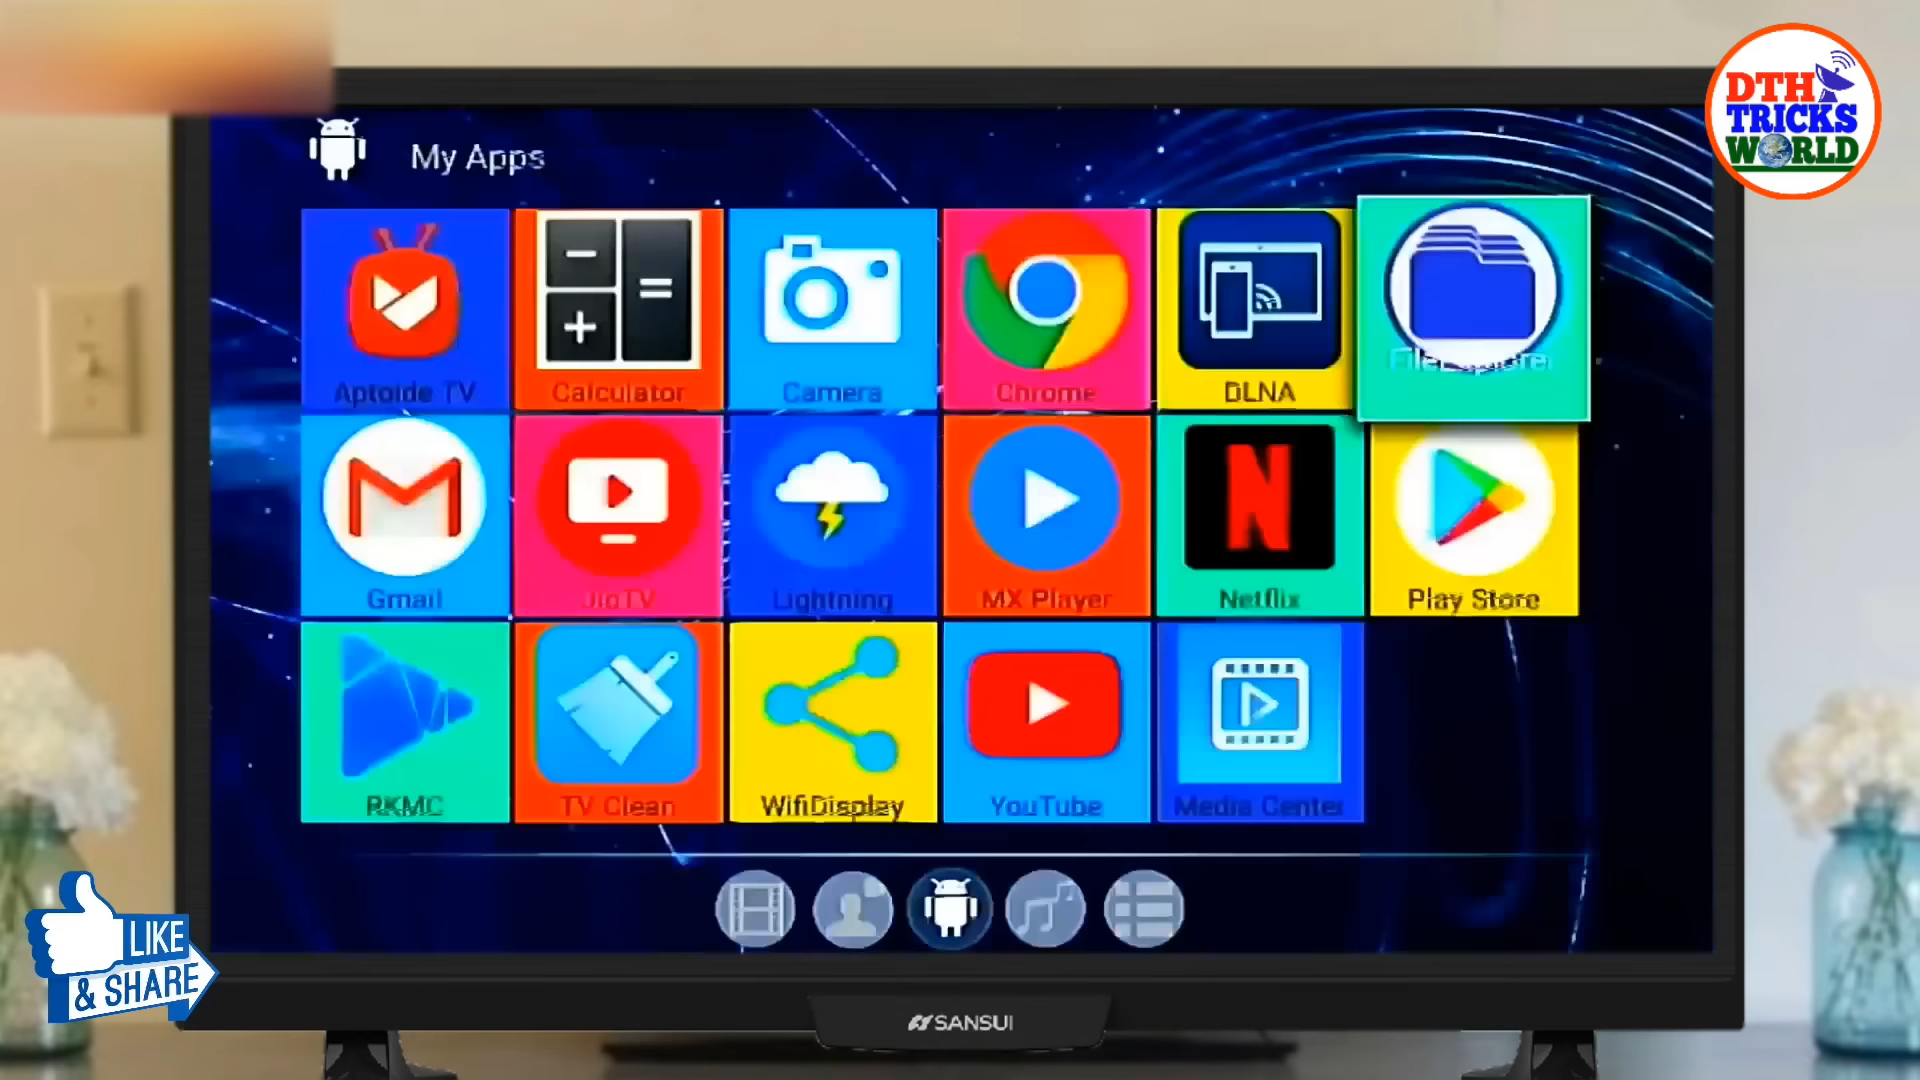 DTH
TRICKS
WORLD
My Apps
Aptoide TV
Calculator
Camera
Chrome
DLNA
FileExplorer
Gmail
JioTV
Lightning
MX Player
Netflix
Play Store
RKMC
TV Clean
WifiDisplay
YouTube
Media Center
LIKE
& SHARE
SANSUI